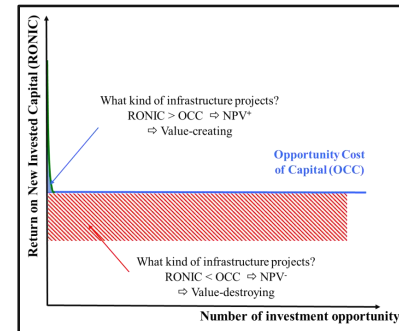 Return on New Invested Capital (RONIC)
What kind of infrastructure projects?
RONIC > OCC ⇨ NPV⁺
⇨ Value-creating
Opportunity Cost
of Capital (OCC)
What kind of infrastructure projects?
RONIC < OCC ⇨ NPV⁻
⇨ Value-destroying
Number of investment opportunity